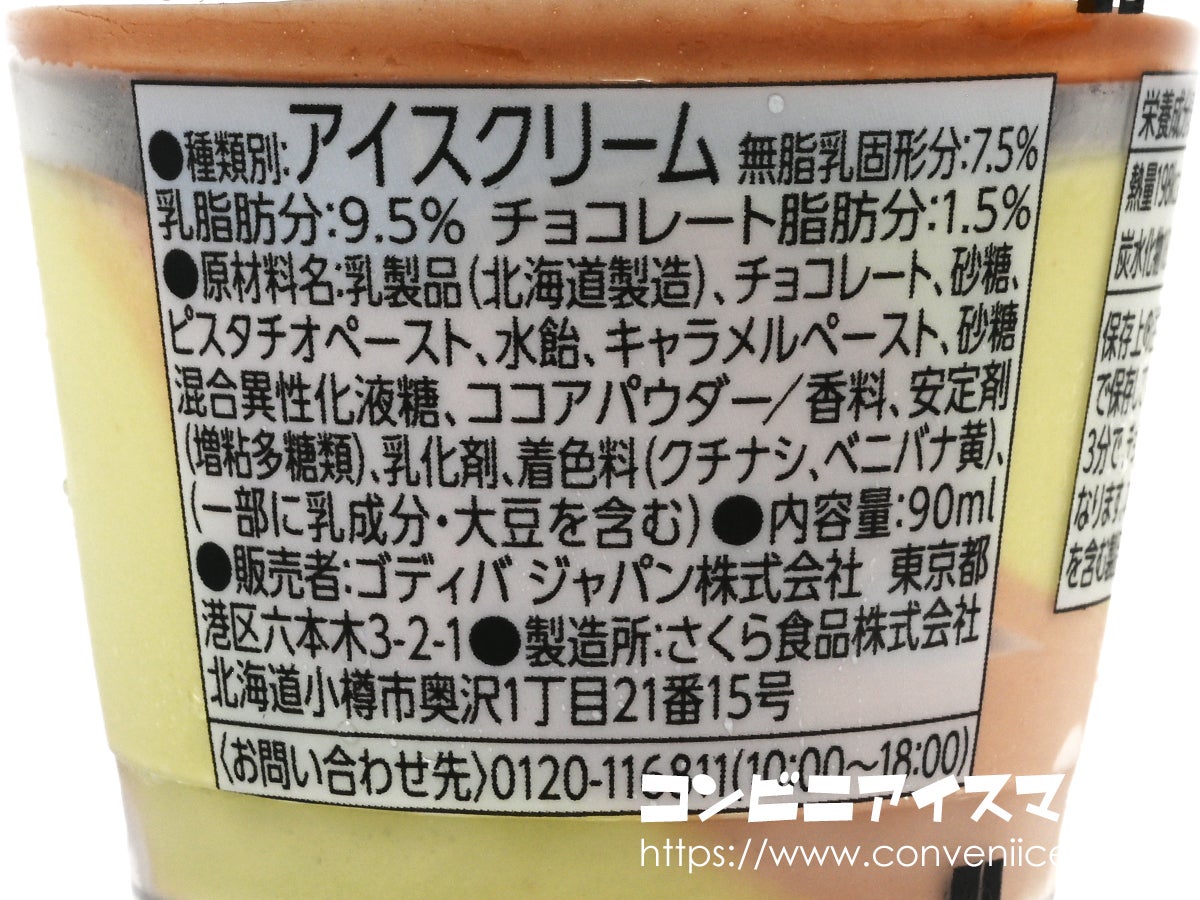 ●種類別:アイスクリーム 無脂乳固形分:7.5%
乳脂肪分:9.5% チョコレート脂肪分:1.5%
●原材料名:乳製品(北海道製造)、チョコレート、砂糖、
ピスタチオペースト、水飴、キャラメルペースト、砂糖
混合異性化液糖、ココアパウダー/香料、安定剤
(増粘多糖類)、乳化剤、着色料(クチナシ、ベニバナ黄)、
(一部に乳成分・大豆を含む) ●内容量:90ml
●販売者:ゴディバ ジャパン株式会社 東京都
港区六本木3-2-1 ●製造所:さくら食品株式会社
北海道小樽市奥沢1丁目21番15号
〈お問い合わせ先〉0120-116811(10:00〜18:00)
栄養成分
熱量198k
炭水化物
保存上の
で保存し
3分で、
なります
を含む
コンビニアイスマ
https://www.conveniice